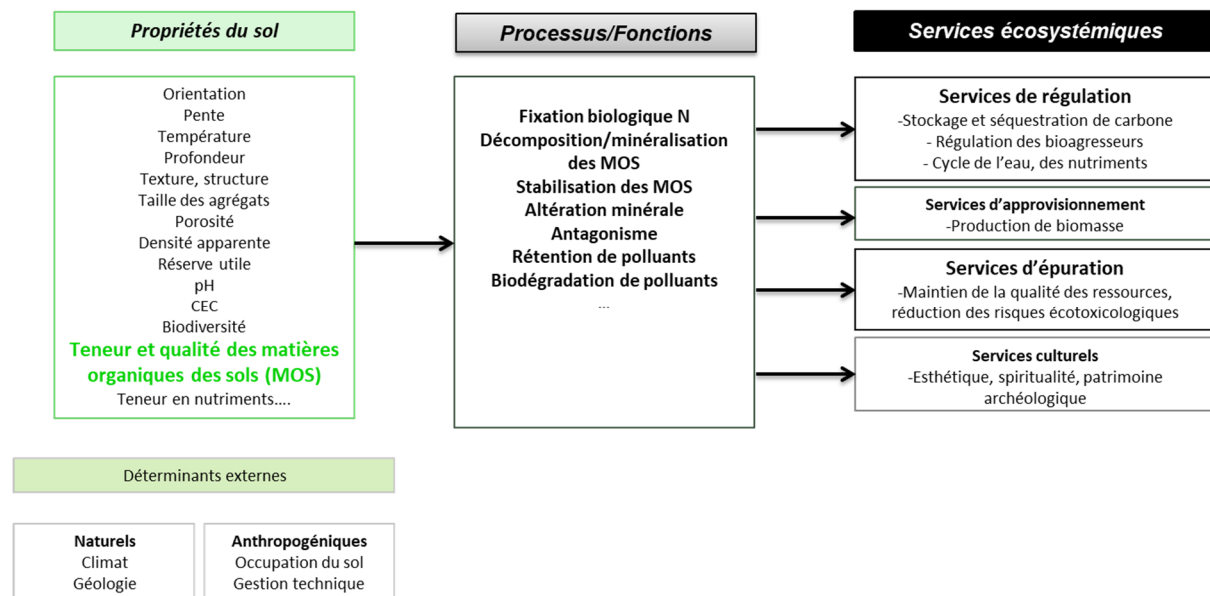 Propriétés du sol
Orientation
Pente
Température
Profondeur
Texture, structure
Taille des agrégats
Porosité
Densité apparente
Réserve utile
pH
CEC
Biodiversité
Teneur et qualité des matières
organiques des sols (MOS)
Teneur en nutriments....
Processus/Fonctions
Fixation biologique N
Décomposition/minéralisation
des MOS
Stabilisation des MOS
Altération minérale
Antagonisme
Rétention de polluants
Biodégradation de polluants
...
Services écosystémiques
Services de régulation
-Stockage et séquestration de carbone
- Régulation des bioagresseurs
- Cycle de l'eau, des nutriments
Services d'approvisionnement
-Production de biomasse
Services d'épuration
-Maintien de la qualité des ressources,
réduction des risques écotoxicologiques
Services culturels
-Esthétique, spiritualité, patrimoine
archéologique
Déterminants externes
Naturels
Climat
Géologie
Anthropogéniques
Occupation du sol
Gestion technique